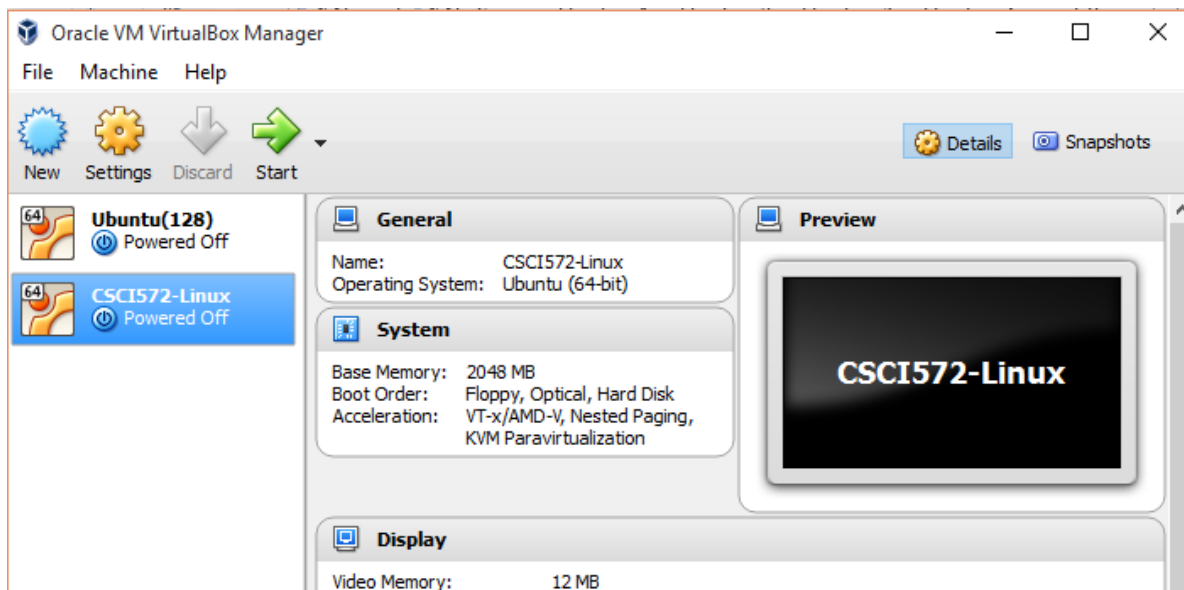 Oracle VM VirtualBox Manager
File Machine Help
New Settings Discard Start
Details Snapshots
64 Ubuntu(128)
Powered Off
64 CSCI572-Linux
Powered Off
General
Name: CSCI572-Linux
Operating System: Ubuntu (64-bit)
System
Base Memory: 2048 MB
Boot Order: Floppy, Optical, Hard Disk
Acceleration: VT-x/AMD-V, Nested Paging,
KVM Paravirtualization
Preview
CSCI572-Linux
Display
Video Memory: 12 MB